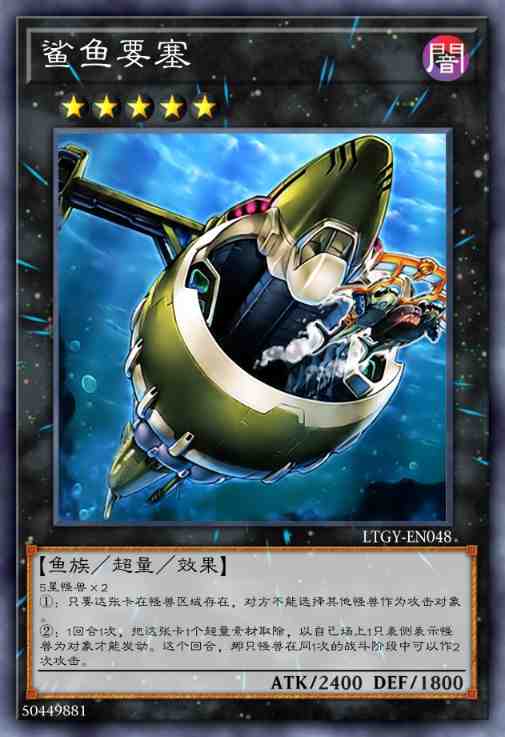 鲨鱼要塞
闇
LTGY-EN048
【鱼族／超量／效果】
5星怪兽×2
①：只要这张卡在怪兽区域存在，对方不能选择其他怪兽作为攻击对象
。
②：1回合1次，把这张卡1个超量素材取除，以自己场上1只表侧表示怪
兽为对象才能发动。这个回合，那只怪兽在同1次的战斗阶段中可以作2
次攻击。
ATK/2400 DEF/1800
50449881